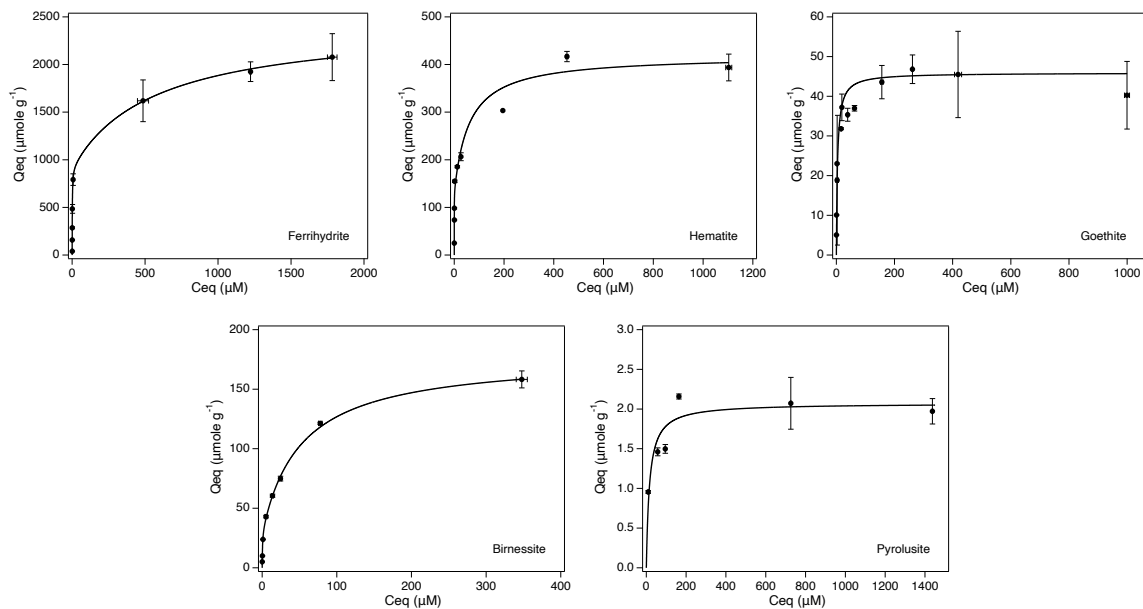 2500
2000
1500
1000
500
0
Qeq (µmole g⁻¹)
0 500 1000 1500 2000
Ceq (µM)
Ferrihydrite
500
400
300
200
100
0
Qeq (µmole g⁻¹)
0 200 400 600 800 1000 1200
Ceq (µM)
Hematite
60
50
40
30
20
10
0
Qeq (µmole g⁻¹)
0 200 400 600 800 1000
Ceq (µM)
Goethite
200
150
100
50
0
Qeq (µmole g⁻¹)
0 100 200 300 400
Ceq (µM)
Birnessite
3.0
2.5
2.0
1.5
1.0
0.5
0.0
Qeq (µmole g⁻¹)
0 200 400 600 800 1000 1200 1400
Ceq (µM)
Pyrolusite